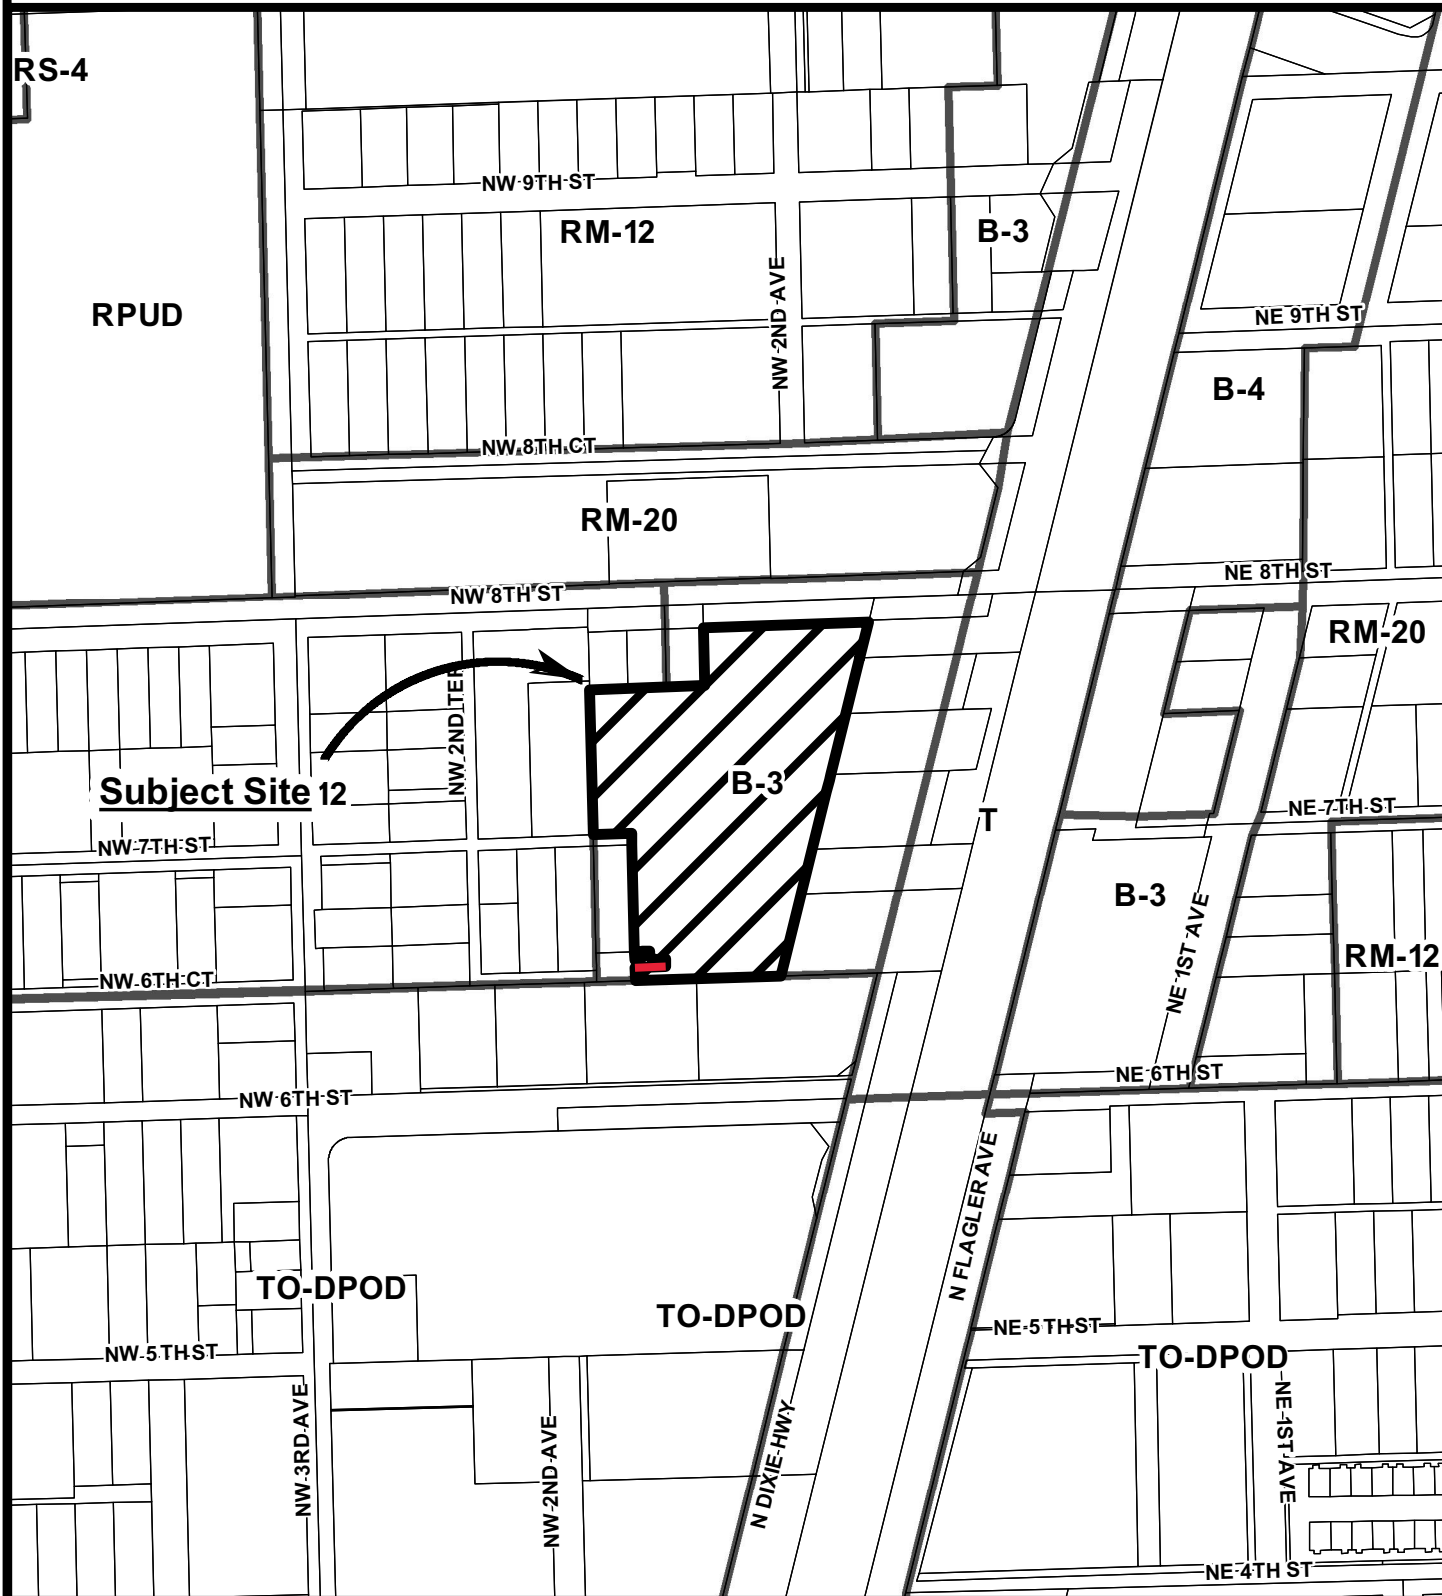 RS-4
NW 9TH ST
RM-12
B-3
RPUD
NW 2ND AVE
NE 9TH ST
B-4
NW 8TH CT
RM-20
NE 8TH ST
NW 8TH ST
RM-20
NW 2ND TER
B-3
Subject Site
12
T
NE 7TH ST
NW 7TH ST
B-3
NE 1ST AVE
RM-12
NW 6TH CT
NE 6TH ST
NW 6TH ST
N FLAGLER AVE
TO-DPOD
TO-DPOD
NE 5TH ST
NW 5TH ST
TO-DPOD
NW 3RD AVE
NW 2ND AVE
N DIXIE HWY
NE 1ST AVE
NE 4TH ST